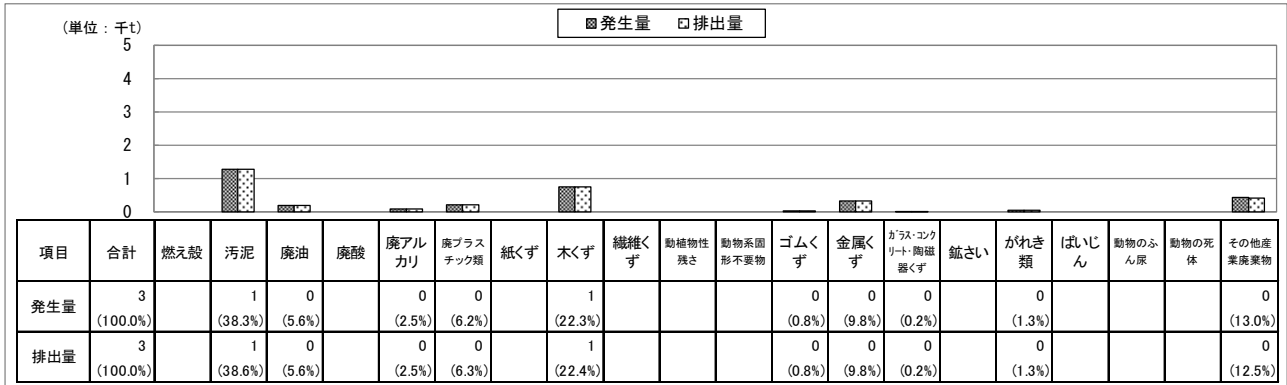 (単位：千t)
発生量 排出量
5
4
3
2
1
0
項目 合計 燃え殻 汚泥 廃油 廃酸 廃アルカリ 廃プラスチック類 紙くず 木くず 繊維くず 動植物性残さ 動物系固形不要物 ゴムくず 金属くず ガラス・コンクリート・陶磁器くず 鉱さい がれき類 ばいじん 動物のふん尿 動物の死体 その他産業廃棄物
発生量 3 1 0 0 0 1 0 0 0 0 0
(100.0%) (38.3%) (5.6%) (2.5%) (6.2%) (22.3%) (0.8%) (9.8%) (0.2%) (1.3%) (13.0%)
排出量 3 1 0 0 0 1 0 0 0 0 0
(100.0%) (38.6%) (5.6%) (2.5%) (6.3%) (22.4%) (0.8%) (9.8%) (0.2%) (1.3%) (12.5%)